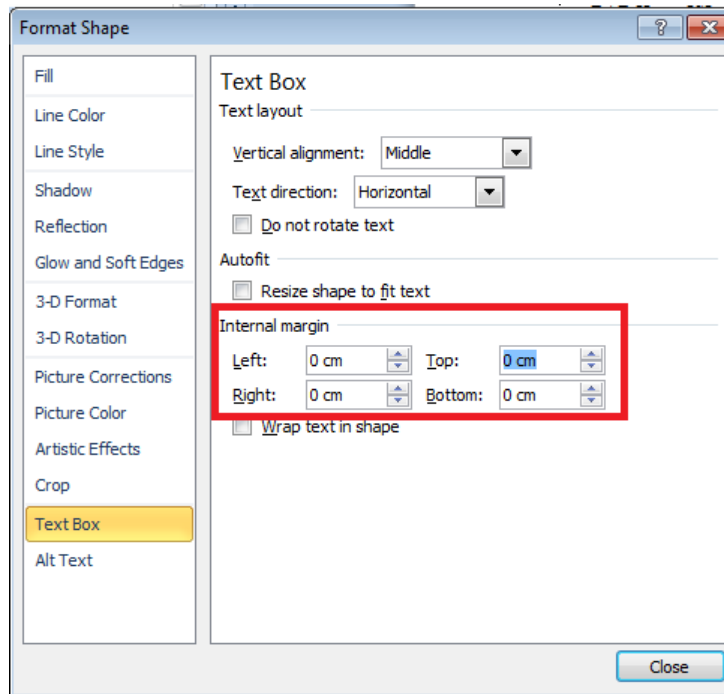 Format Shape
Fill
Line Color
Line Style
Shadow
Reflection
Glow and Soft Edges
3-D Format
3-D Rotation
Picture Corrections
Picture Color
Artistic Effects
Crop
Text Box
Alt Text
Text Box
Text layout
Vertical alignment: Middle
Text direction: Horizontal
Do not rotate text
Autofit
Resize shape to fit text
Internal margin
Left: 0 cm Top: 0 cm
Right: 0 cm Bottom: 0 cm
Wrap text in shape
Close